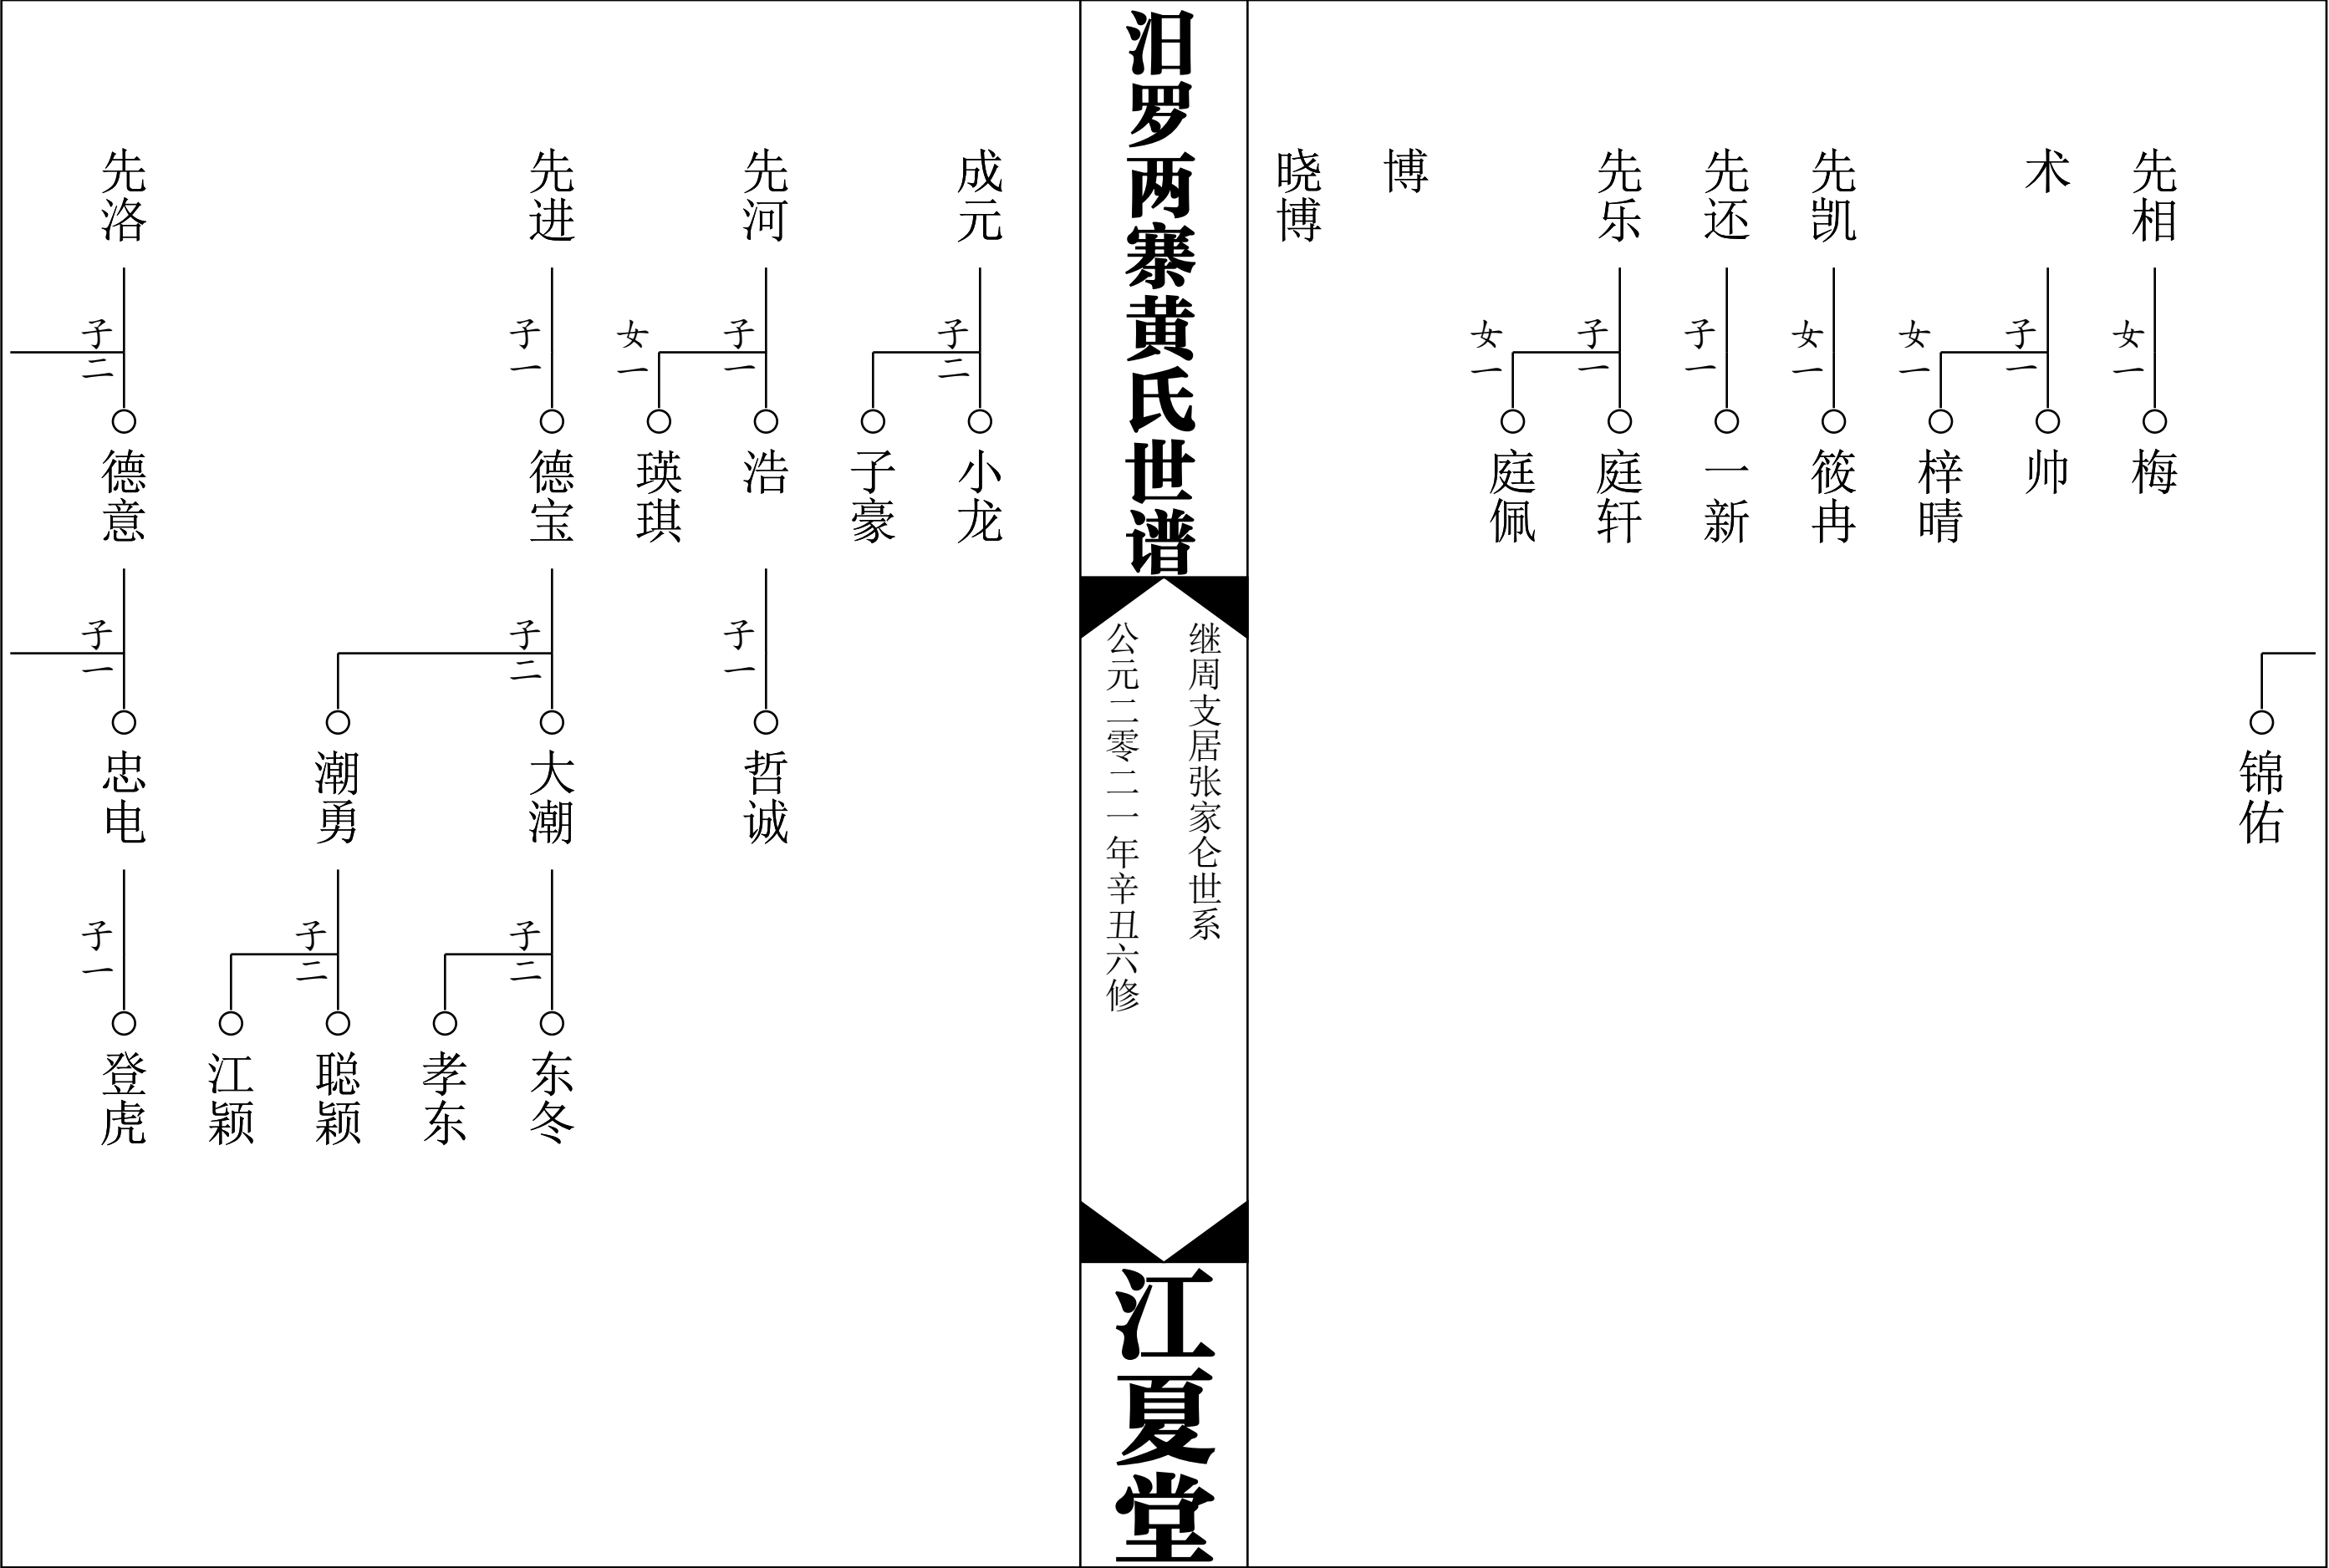 先相
女一
梅
术
子一
帅
女一
梓晴
先凯
女一
筱冉
先还
子一
一新
先乐
子一
庭轩
女一
庭佩
博
晓博
锦佑
汨罗两寨黄氏世谱
继周支居张家仑世系
公元二零二一年辛丑六修
江夏堂
成元
子二
小龙
子豪
先河
子一
浩
女一
瑛琪
子一
哲诚
先进
子一
德宝
子二
大潮
潮勇
子二
东冬
孝东
子二
聪颖
江颖
先洛
子二
德意
子一
忠电
子一
登虎